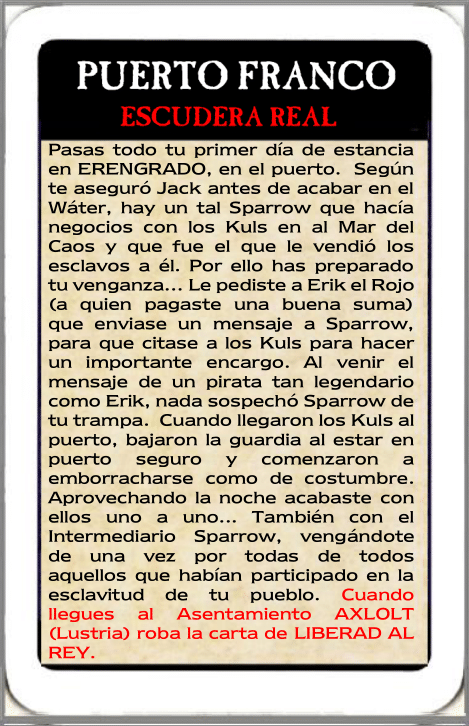 PUERTO FRANCO
ESCUDERA REAL
Pasas todo tu primer día de estancia
en ERENGRADO, en el puerto. Según
te aseguró Jack antes de acabar en el
Wáter, hay un tal Sparrow que hacía
negocios con los Kuls en al Mar del
Caos y que fue el que le vendió los
esclavos a él. Por ello has preparado
tu venganza... Le pediste a Erik el Rojo
(a quien pagaste una buena suma)
que enviase un mensaje a Sparrow,
para que citase a los Kuls para hacer
un importante encargo. Al venir el
mensaje de un pirata tan legendario
como Erik, nada sospechó Sparrow de
tu trampa. Cuando llegaron los Kuls al
puerto, bajaron la guardia al estar en
puerto seguro y comenzaron a
emborracharse como de costumbre.
Aprovechando la noche acabaste con
ellos uno a uno... También con el
Intermediario Sparrow, vengándote
de una vez por todas de todos
aquellos que habían participado en la
esclavitud de tu pueblo. Cuando
llegues al Asentamiento AXLOLT
(Lustria) roba la carta de LIBERAD AL
REY.